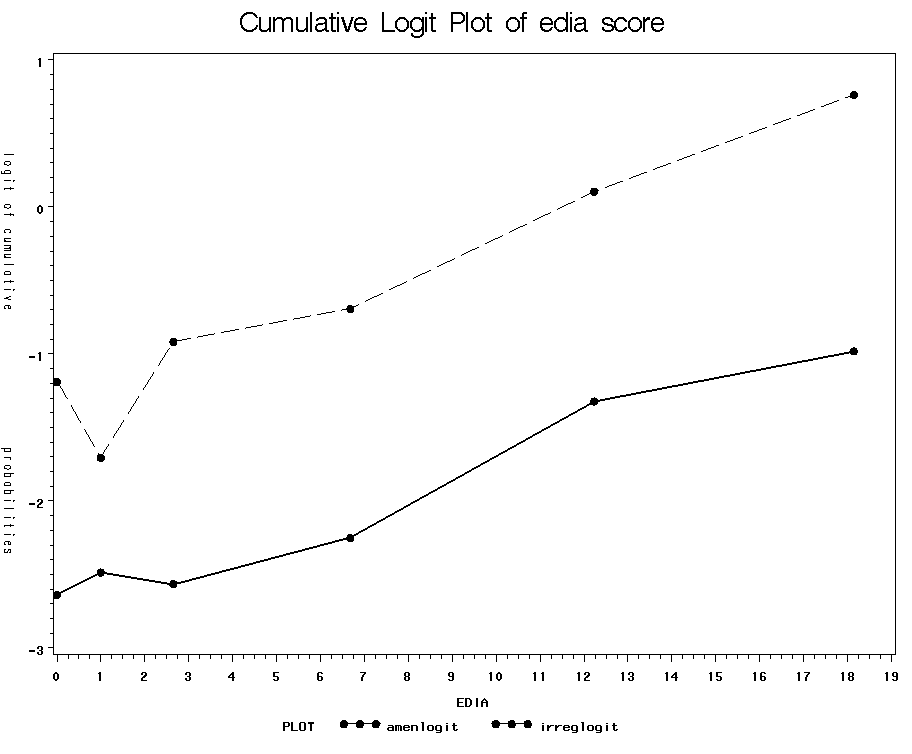 Cumulative Logit Plot of edia score
logit of cumulative probabilities
1
0
-1
-2
-3
0 1 2 3 4 5 6 7 8 9 10 11 12 13 14 15 16 17 18 19
EDIA
PLOT amenlogit irreglogit